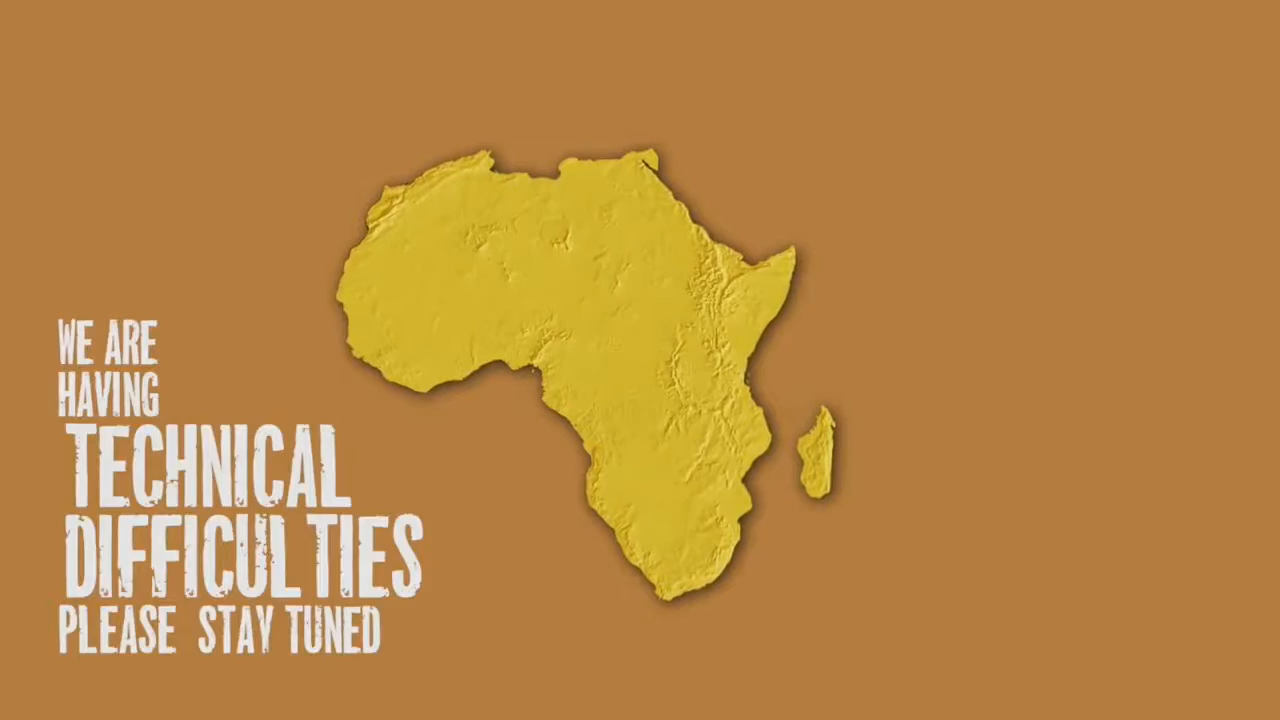 WE ARE
HAVING
TECHNICAL
DIFFICULTIES
PLEASE STAY TUNED